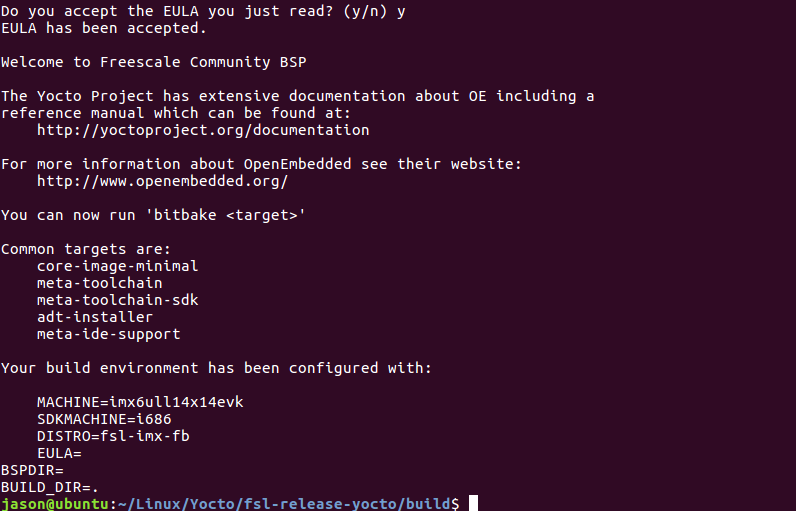 Do you accept the EULA you just read? (y/n) y
EULA has been accepted.
Welcome to Freescale Community BSP
The Yocto Project has extensive documentation about OE including a
reference manual which can be found at:
http://yoctoproject.org/documentation
For more information about OpenEmbedded see their website:
http://www.openembedded.org/
You can now run 'bitbake <target>'
Common targets are:
core-image-minimal
meta-toolchain
meta-toolchain-sdk
adt-installer
meta-ide-support
Your build environment has been configured with:
MACHINE=imx6ull14x14evk
SDKMACHINE=i686
DISTRO=fsl-imx-fb
EULA=
BSPDIR=
BUILD_DIR=.
jason@ubuntu:~/Linux/Yocto/fsl-release-yocto/build$